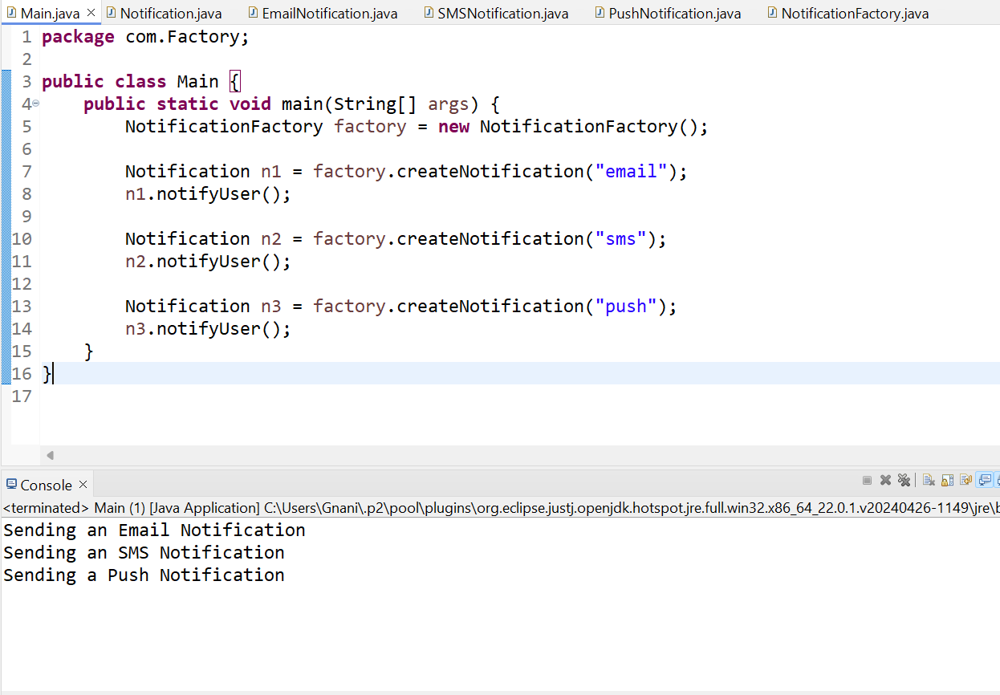 Main.java Notification.java EmailNotification.java SMSNotification.java PushNotification.java NotificationFactory.java
1 package com.Factory;
2
3 public class Main {
4 public static void main(String[] args) {
5 NotificationFactory factory = new NotificationFactory();
6
7 Notification n1 = factory.createNotification("email");
8 n1.notifyUser();
9
10 Notification n2 = factory.createNotification("sms");
11 n2.notifyUser();
12
13 Notification n3 = factory.createNotification("push");
14 n3.notifyUser();
15 }
16 }
17
Console
<terminated> Main (1) [Java Application] C:\Users\Gnani\.p2\pool\plugins\org.eclipse.justj.openjdk.hotspot.jre.full.win32.x86_64_22.0.1.v20240426-1149\jre\b
Sending an Email Notification
Sending an SMS Notification
Sending a Push Notification